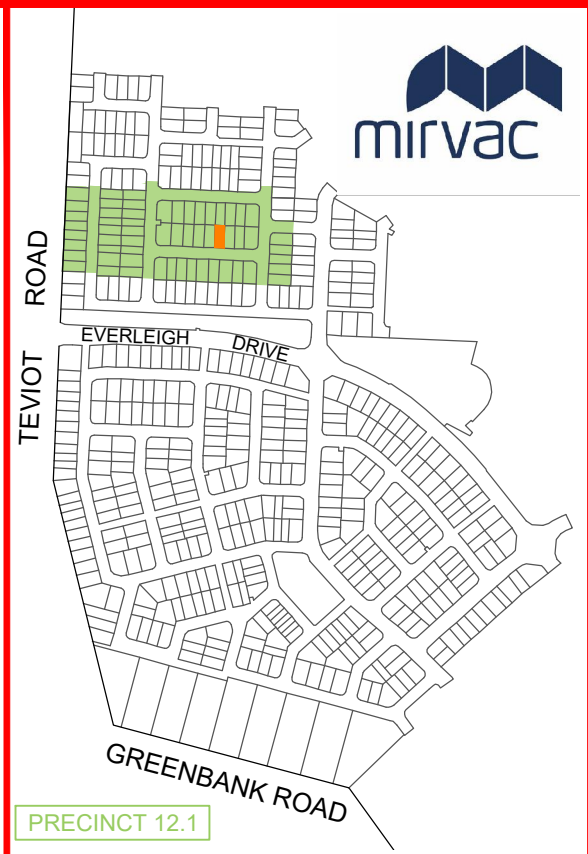 mirvac
TEVIOT ROAD
EVERLEIGH DRIVE
GREENBANK ROAD
PRECINCT 12.1